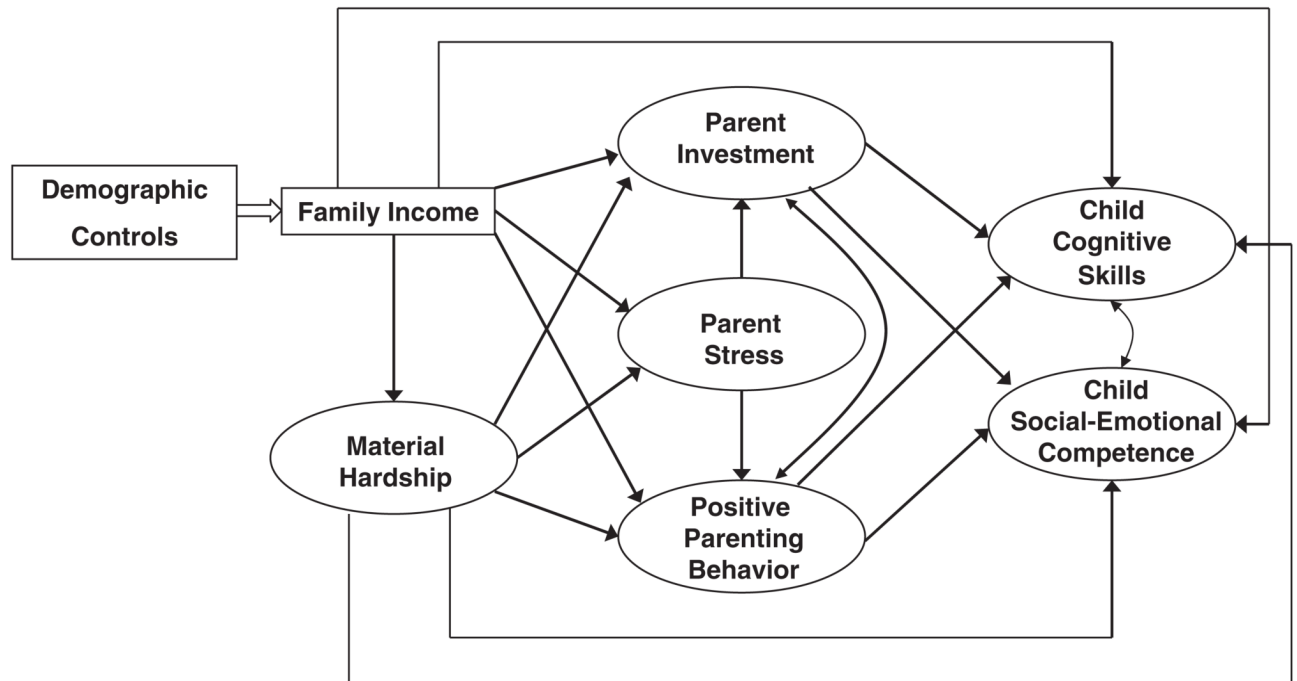 Demographic
Controls
Family Income
Material
Hardship
Parent
Investment
Parent
Stress
Positive
Parenting
Behavior
Child
Cognitive
Skills
Child
Social-Emotional
Competence